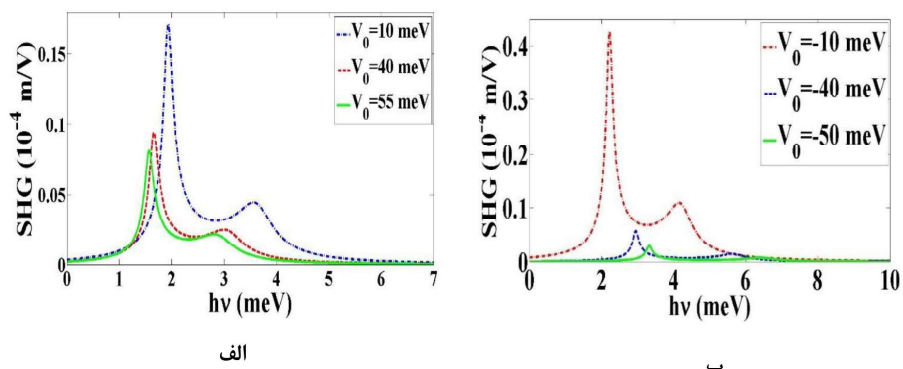 SHG (10⁻⁴ m/V)
0.15
0.1
0.05
0
0 1 2 3 4 5 6 7
hν (meV)
V₀=10 meV
V₀=40 meV
V₀=55 meV
الف
SHG (10⁻⁴ m/V)
0.4
0.3
0.2
0.1
0
0 2 4 6 8 10
hν (meV)
V₀=-10 meV
V₀=-40 meV
V₀=-50 meV